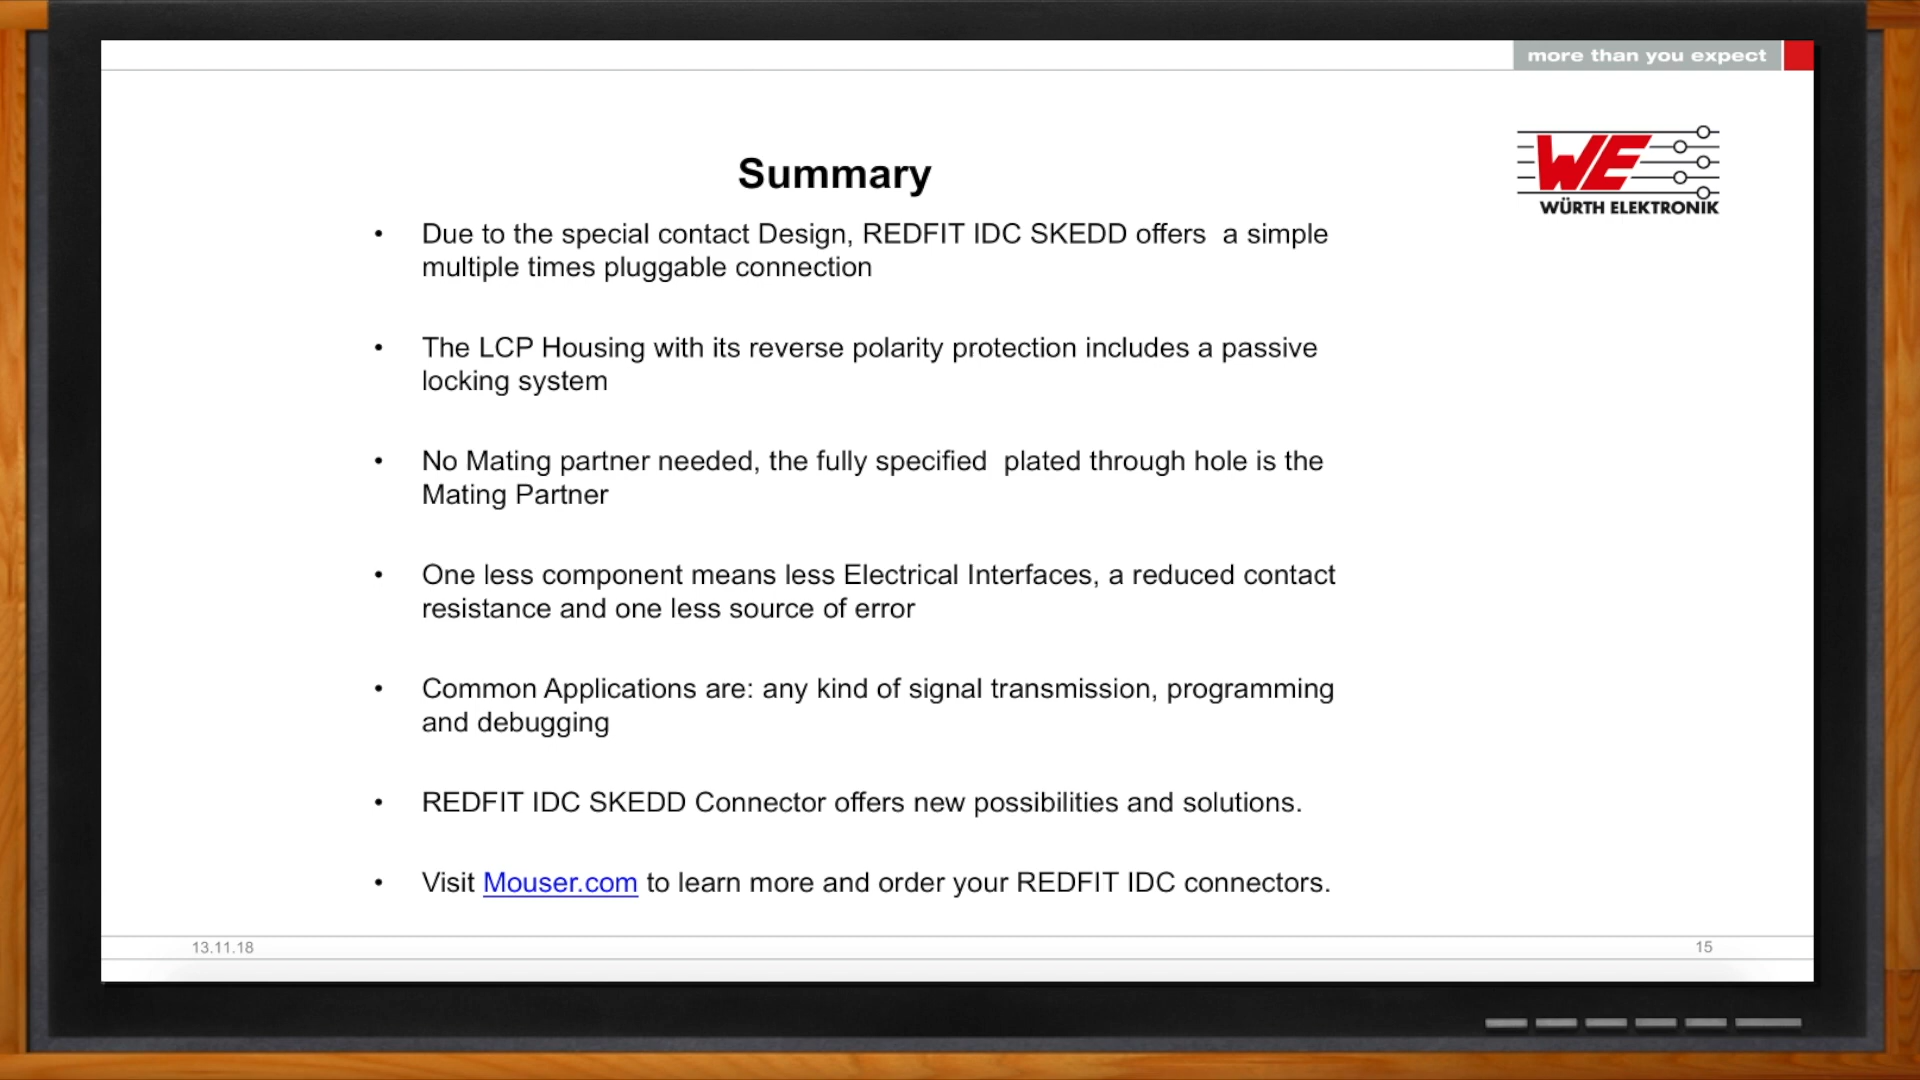 more than you expect
WE
WÜRTH ELEKTRONIK
Summary
• Due to the special contact Design, REDFIT IDC SKEDD offers  a simple
multiple times pluggable connection
• The LCP Housing with its reverse polarity protection includes a passive
locking system
• No Mating partner needed, the fully specified  plated through hole is the
Mating Partner
• One less component means less Electrical Interfaces, a reduced contact
resistance and one less source of error
• Common Applications are: any kind of signal transmission, programming
and debugging
• REDFIT IDC SKEDD Connector offers new possibilities and solutions.
• Visit Mouser.com to learn more and order your REDFIT IDC connectors.
13.11.18
15